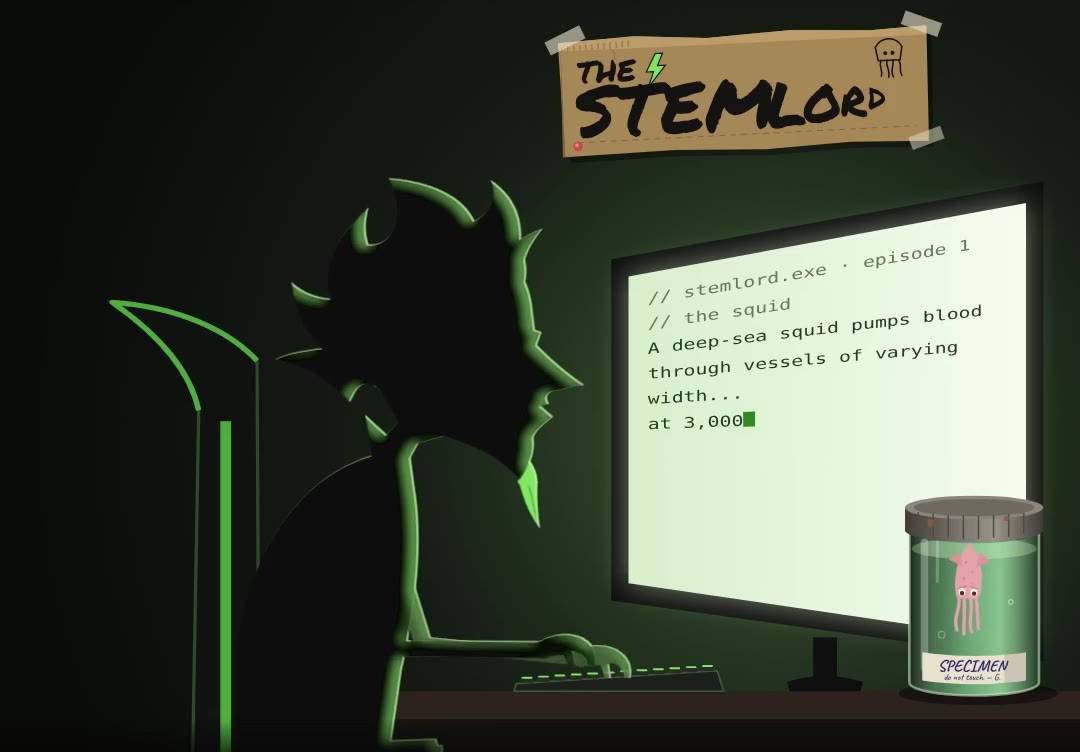 THE
STEMLORD
// stemlord.exe · episode 1
// the squid
A deep-sea squid pumps blood
through vessels of varying
width...
at 3,000
SPECIMEN
do not touch. – G.